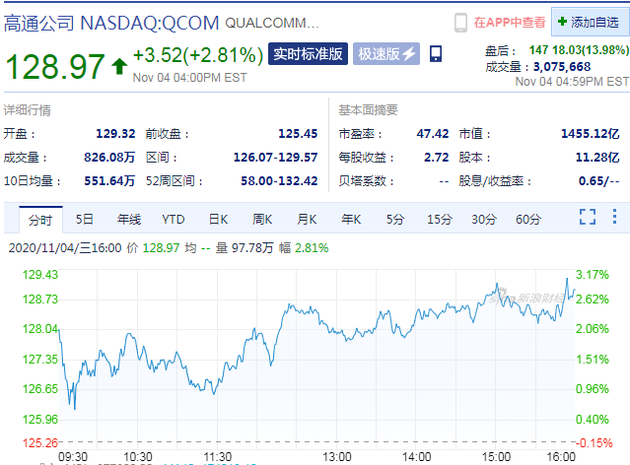 高通公司 NASDAQ:QCOM QUALCOMM... 在APP中查看 + 添加自选
128.97 +3.52(+2.81%) 实时标准版 极速版 盘后： 147 18.03(13.98%)
Nov 04 04:00PM EST 成交量：3,075,668
Nov 04 04:59PM EST
详细行情 基本面摘要
开盘： 129.32 前收盘： 125.45 市盈率： 47.42 市值： 1455.12亿
成交量： 826.08万 区间： 126.07-129.57 每股收益： 2.72 股本： 11.28亿
10日均量： 551.64万 52周区间： 58.00-132.42 贝塔系数： -- 股息/收益率： 0.65/--
分时 5日 年线 YTD 日K 周K 月K 年K 5分 15分 30分 60分
2020/11/04/三16:00 价 128.97 均 -- 量 97.78万 幅 2.81%
129.43 3.17%
128.73 2.62%
新浪财经
128.04 2.06%
127.35 1.51%
126.65 0.96%
125.96 0.40%
125.26 -0.15%
09:30 10:30 11:30 13:00 14:00 15:00 16:00